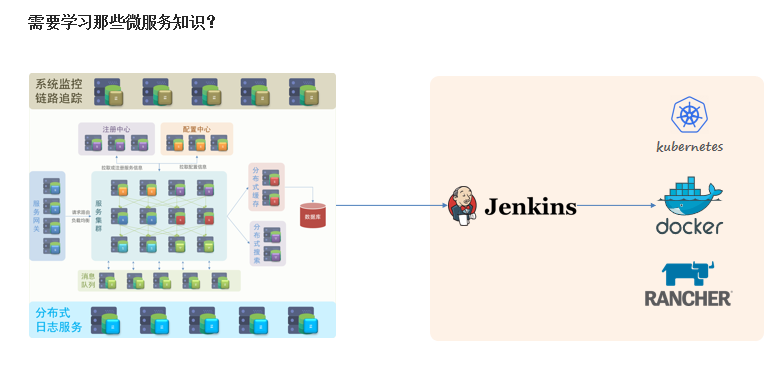 需要学习那些微服务知识？
系统监控
链路追踪
注册中心
配置中心
拉取或注册服务信息
拉取配置信息
服务网关
请求路由
负载均衡
服务集群
分布式缓存
数据库
分布式搜索
消息
队列
分布式
日志服务
Jenkins
kubernetes
docker
RANCHER